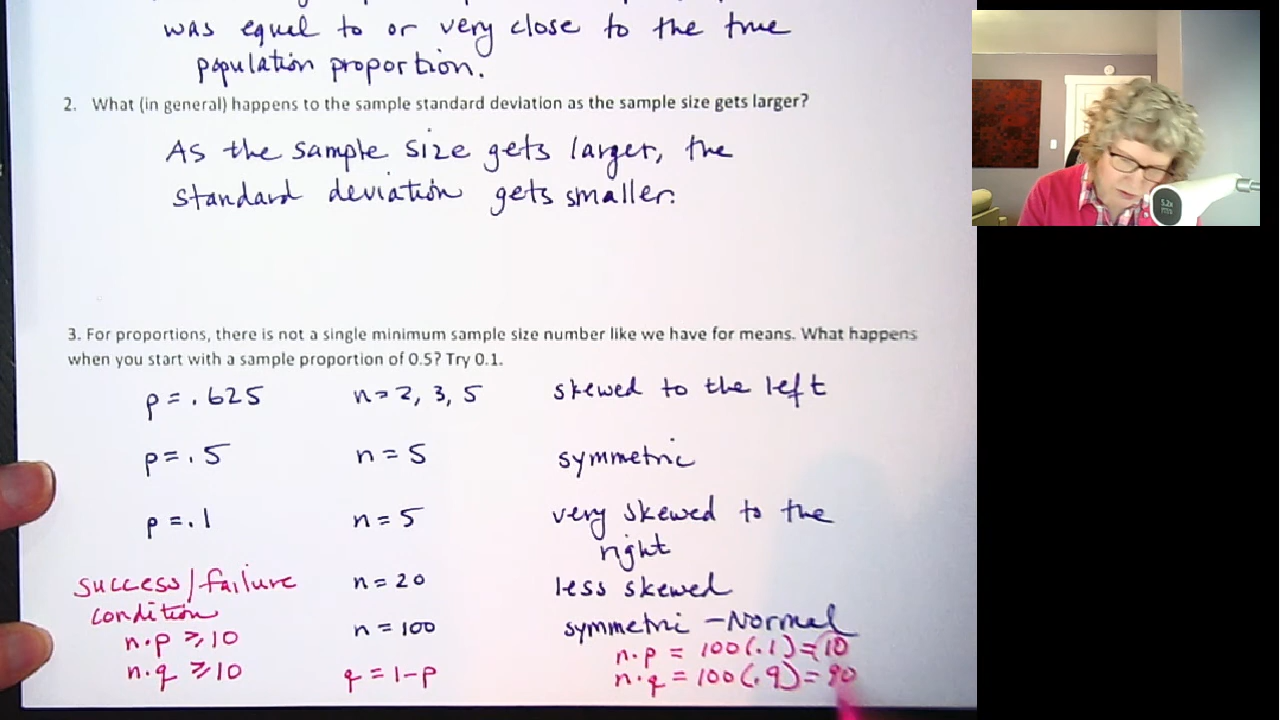 was equal to or very close to the true
population proportion.
2. What (in general) happens to the sample standard deviation as the sample size gets larger?
As the sample size gets larger, the
standard deviation gets smaller.
3. For proportions, there is not a single minimum sample size number like we have for means. What happens
when you start with a sample proportion of 0.5? Try 0.1.
p = .625 n = 2, 3, 5 skewed to the left
p = .5 n = 5 symmetric
p = .1 n = 5 very skewed to the
right
success/failure n = 20 less skewed
condition
n = 100 symmetric - Normal
n·p ≥ 10 n·p = 100(.1) = 10
n·q ≥ 10 q = 1-p n·q = 100(.9) = 90